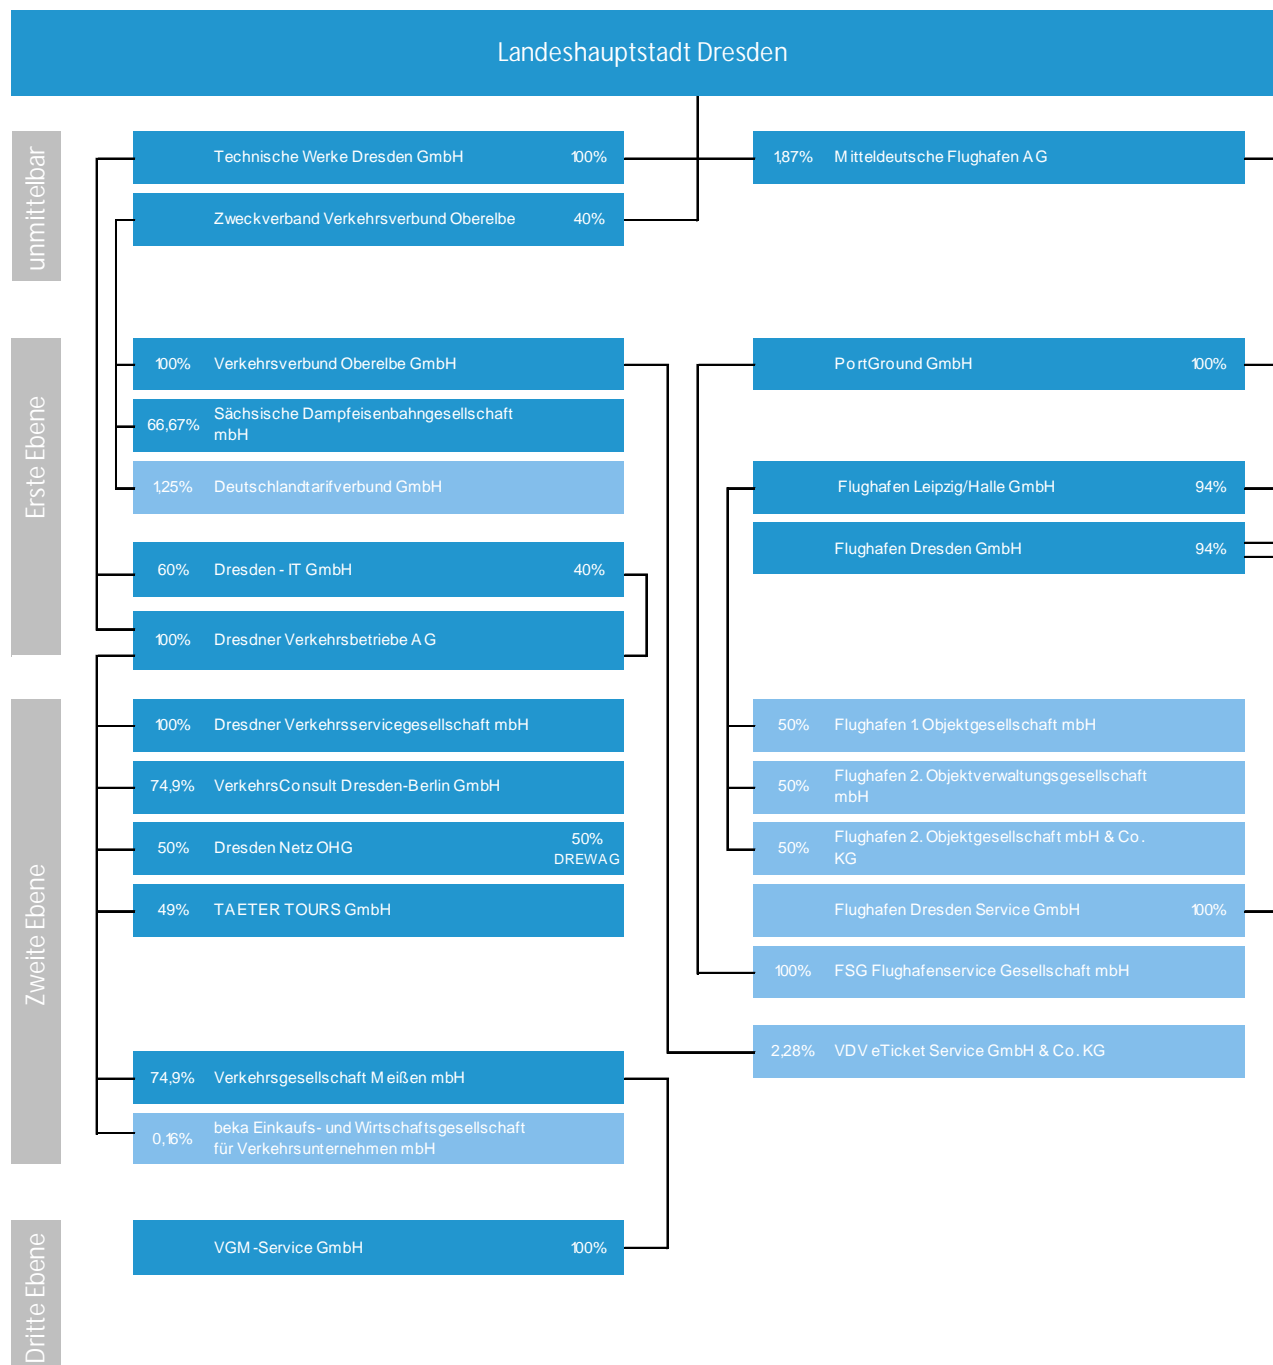 Landeshauptstadt Dresden
unmittelbar
Technische Werke Dresden GmbH 100%
1,87% Mitteldeutsche Flughafen AG
Zweckverband Verkehrsverbund Oberelbe 40%
Erste Ebene
100% Verkehrsverbund Oberelbe GmbH
PortGround GmbH 100%
66,67% Sächsische Dampfeisenbahngesellschaft
mbH
1,25% Deutschlandtarifverbund GmbH
Flughafen Leipzig/Halle GmbH 94%
Flughafen Dresden GmbH 94%
60% Dresden - IT GmbH 40%
100% Dresdner Verkehrsbetriebe AG
Zweite Ebene
100% Dresdner Verkehrsservicegesellschaft mbH
50% Flughafen 1. Objektgesellschaft mbH
74,9% VerkehrsConsult Dresden-Berlin GmbH
50% Flughafen 2. Objektverwaltungsgesellschaft
mbH
50% Dresden Netz OHG 50%
DREWAG
50% Flughafen 2. Objektgesellschaft mbH & Co.
KG
49% TAETER TOURS GmbH
Flughafen Dresden Service GmbH 100%
100% FSG Flughafenservice Gesellschaft mbH
2,28% VDV eTicket Service GmbH & Co. KG
74,9% Verkehrsgesellschaft Meißen mbH
0,16% beka Einkaufs- und Wirtschaftsgesellschaft
für Verkehrsunternehmen mbH
Dritte Ebene
VGM-Service GmbH 100%